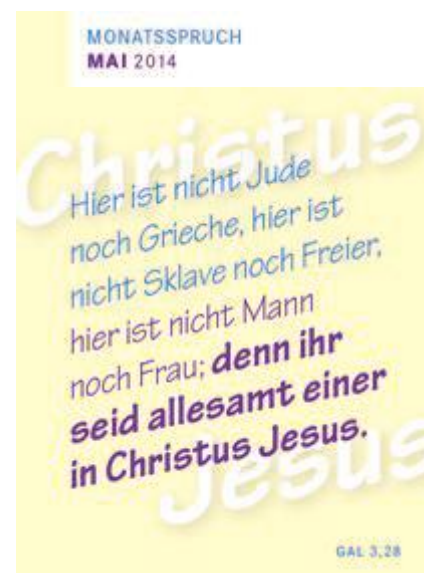 MONATSSPRUCH
MAI 2014
Christus
Hier ist nicht Jude
noch Grieche, hier ist
nicht Sklave noch Freier,
hier ist nicht Mann
noch Frau; denn ihr
seid allesamt einer
in Christus Jesus.
Jesus
GAL 3,28